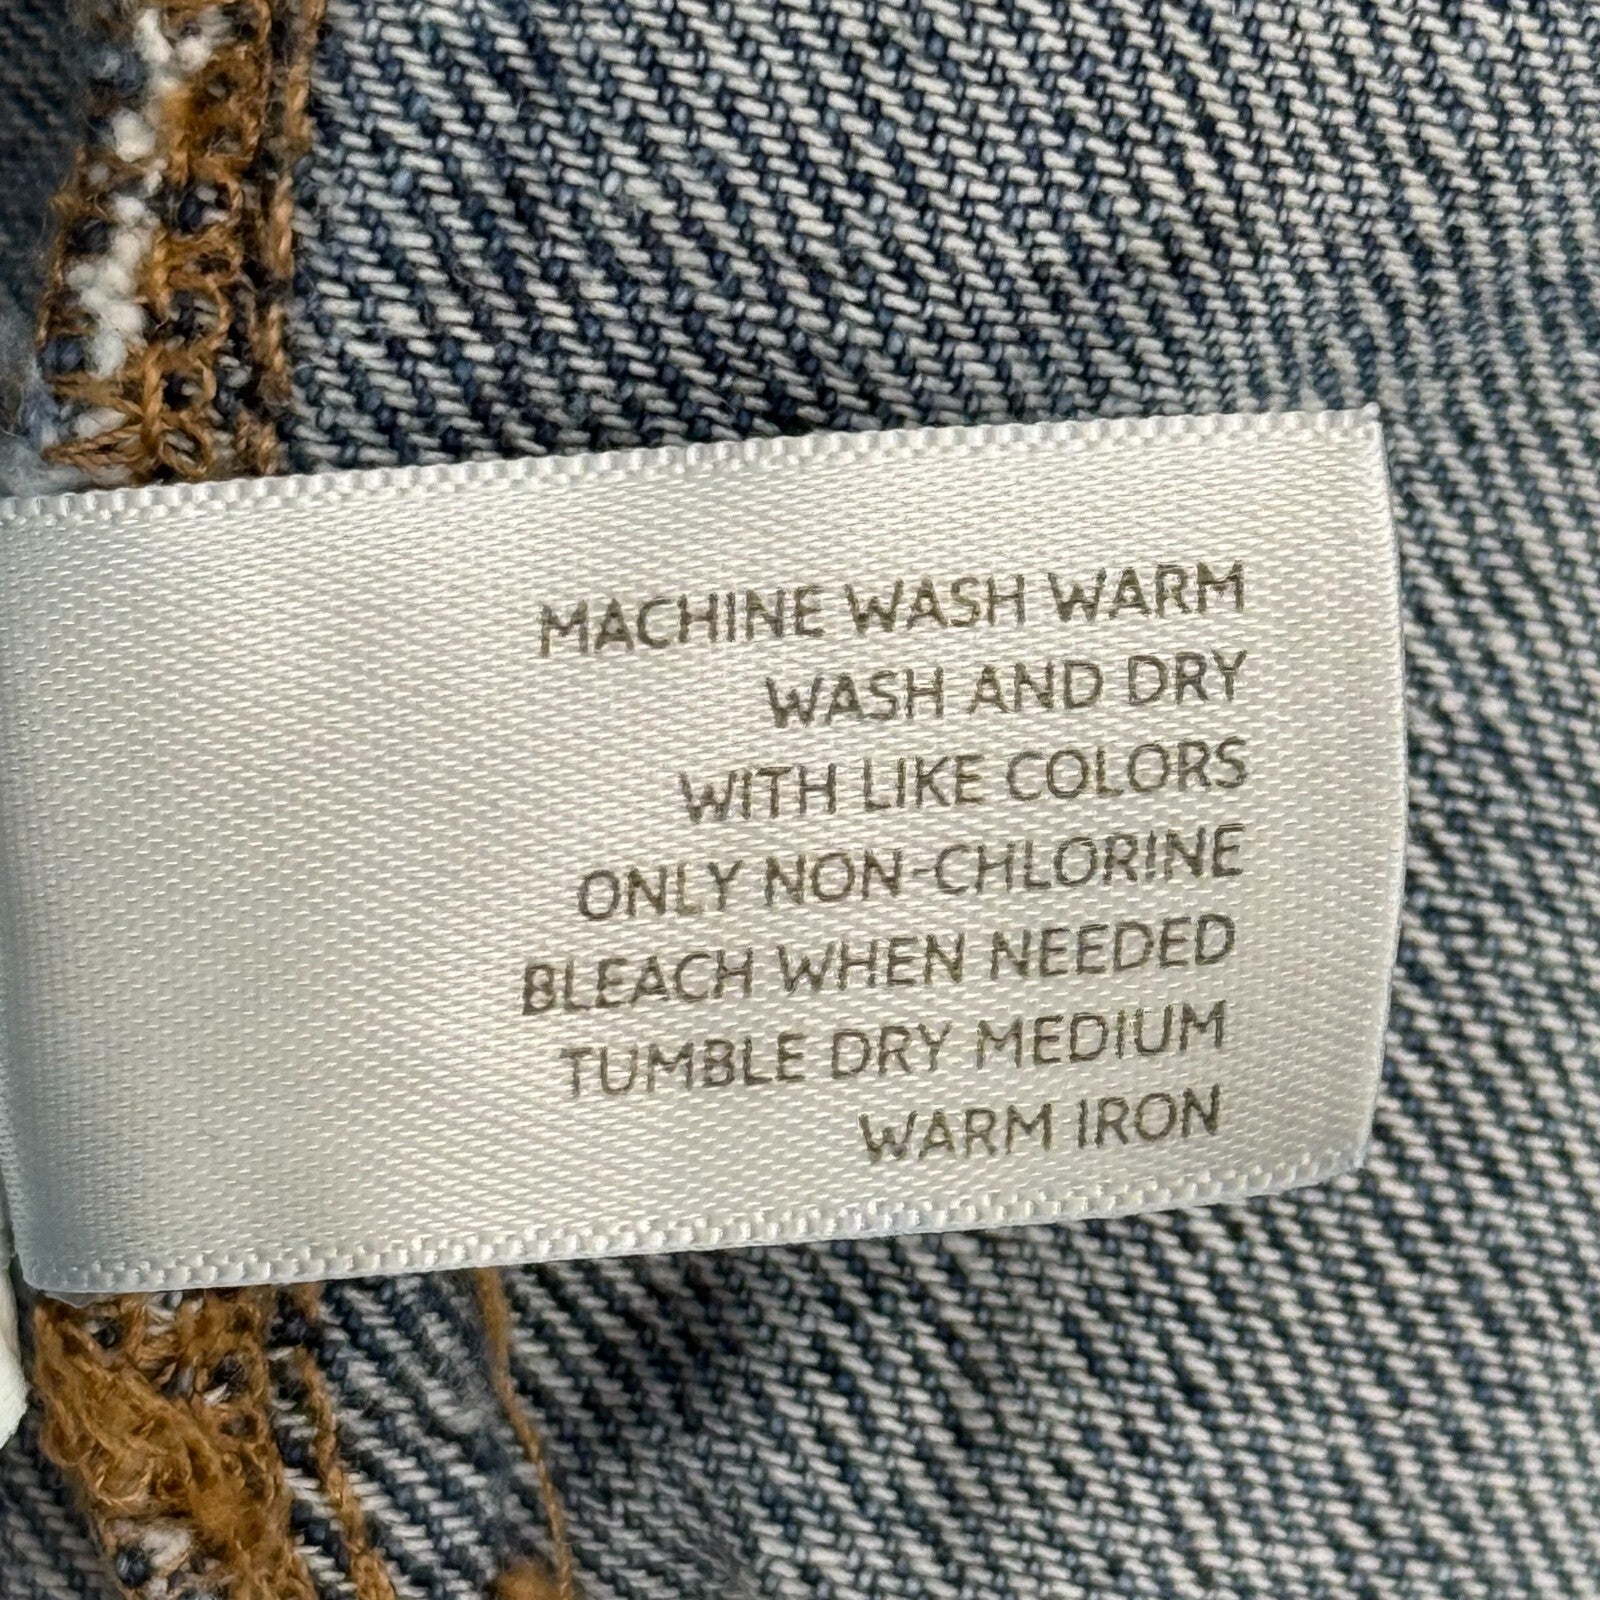 MACHINE WASH WARM
WASH AND DRY
WITH LIKE COLORS
ONLY NON-CHLORINE
BLEACH WHEN NEEDED
TUMBLE DRY MEDIUM
WARM IRON